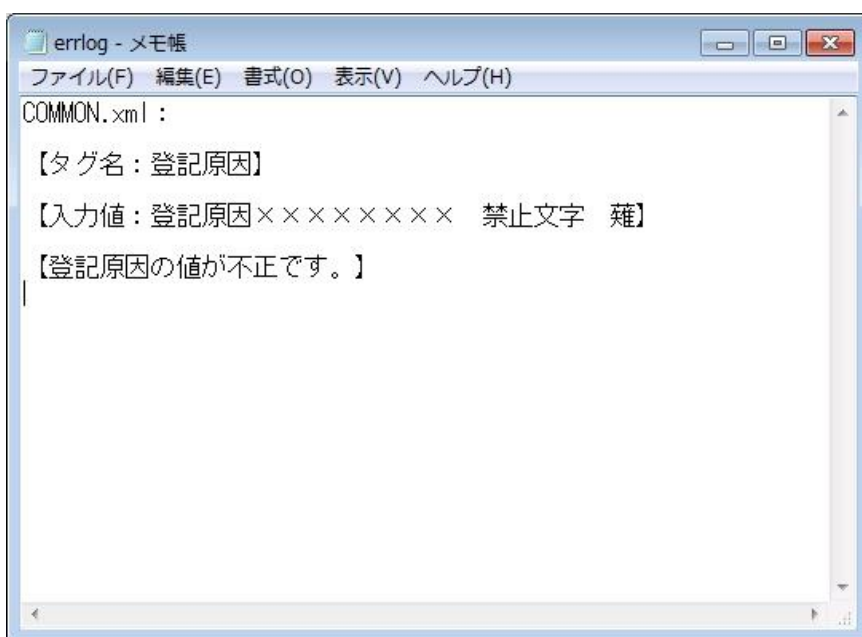 errlog - メモ帳
ファイル(F) 編集(E) 書式(O) 表示(V) ヘルプ(H)
COMMON.xml：
【タグ名：登記原因】
【入力値：登記原因××××××××　禁止文字　薙】
【登記原因の値が不正です。】